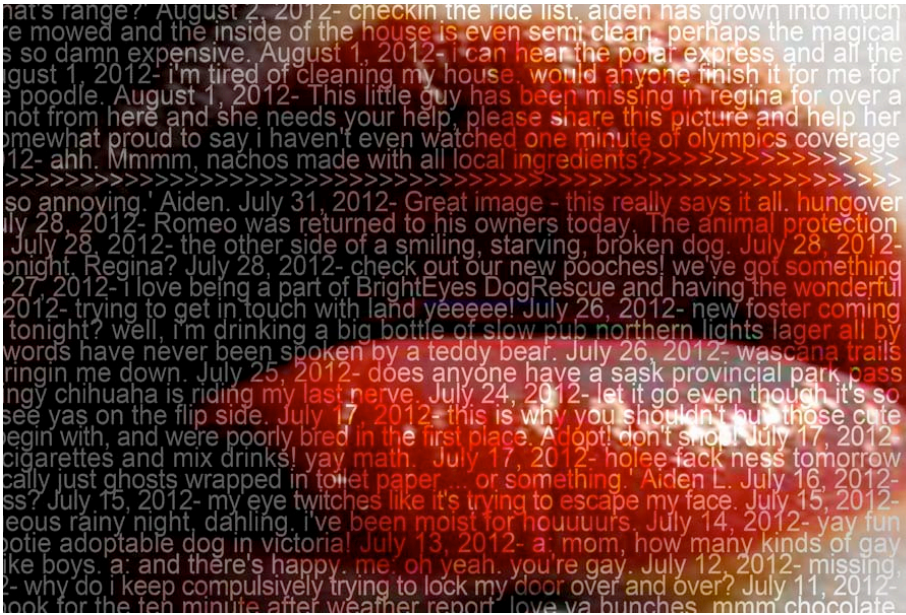 hat's range? August 2, 2012- checkin the ride list. aiden has grown into much
re mowed and the inside of the house is even semi clean. perhaps the magical
s so damn expensive. August 1, 2012- i can hear the polar express and all the
gust 1, 2012- i'm tired of cleaning my house. would anyone finish it for me for
e poodle. August 1, 2012- This little guy has been missing in regina for over a
not from here and she needs your help, please share this picture and help her
omewhat proud to say i haven't even watched one minute of olympics coverage
12- ahh. Mmmm, nachos made with all local ingredients?>>>>>>>>>>>>>>>
>>>>>>>>>>>>>>>>>>>>>>>>>>>>>>>>>>>>>>>>>>>>>>>>>>>>>>>>
so annoying.' Aiden. July 31, 2012- Great image - this really says it all. hungover
ly 28, 2012- Romeo was returned to his owners today, The animal protection
July 28, 2012- the other side of a smiling, starving, broken dog. July 28, 2012-
onight. Regina? July 28, 2012- check out our new pooches! we've got something
27, 2012- i love being a part of BrightEyes DogRescue and having the wonderful
2012- trying to get in touch with and yeeeee! July 26, 2012- new foster coming
tonight? well, i'm drinking a big bottle of slow pub northern lights lager all by
words have never been spoken by a teddy bear. July 26, 2012- wascana trails
ringin me down. July 25, 2012- does anyone have a sask provincial park pass
ngy chihuaha is riding my last nerve. July 24, 2012- let it go even though it's so
see yas on the flip side. July 17, 2012- this is why you shouldn't buy those cute
egin with, and were poorly bred in the first place. Adopt! don't shop! July 17, 2012-
cigarettes and mix drinks! yay math.' July 17, 2012- holee fack ness tomorrow
cally just ghosts wrapped in toilet paper.... or something.' Aiden L. July 16, 2012-
ss? July 15, 2012- my eye twitches like it's trying to escape my face. July 15, 2012-
eous rainy night, dahling. i've been moist for houuuurs. July 14, 2012- yay fun
otie adoptable dog in victoria! July 13, 2012- a: mom, how many kinds of gay
ike boys. a: and there's happy. me: oh yeah. you're gay. July 12, 2012- missing,
2- why do i keep compulsively trying to lock my door over and over? July 11, 2012-
ook for the ten minute after weather report. love ya bunches. mmmm chocolate